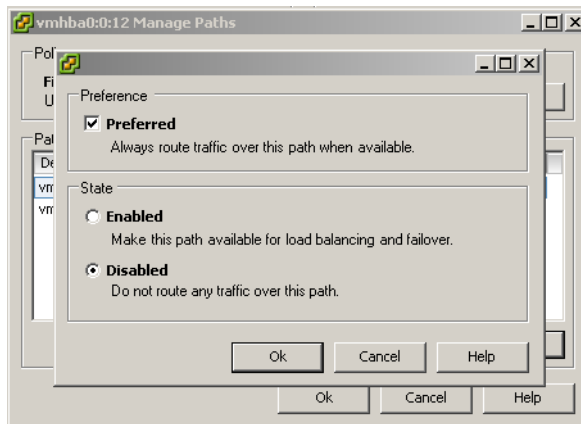 vmhba0:0:12 Manage Paths
Preference
Preferred
Always route traffic over this path when available.
State
Enabled
Make this path available for load balancing and failover.
Disabled
Do not route any traffic over this path.
Ok Cancel Help
Ok Cancel Help